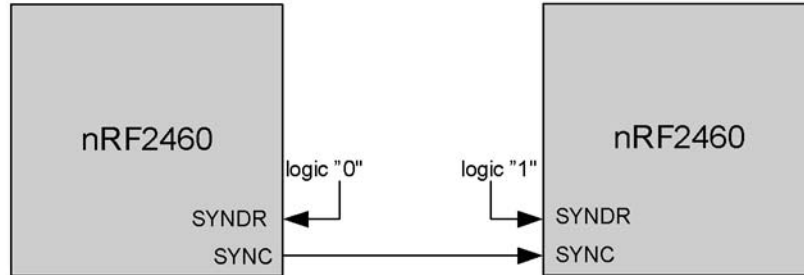 nRF2460
nRF2460
logic "0"
logic "1"
SYNDR
SYNDR
SYNC
SYNC